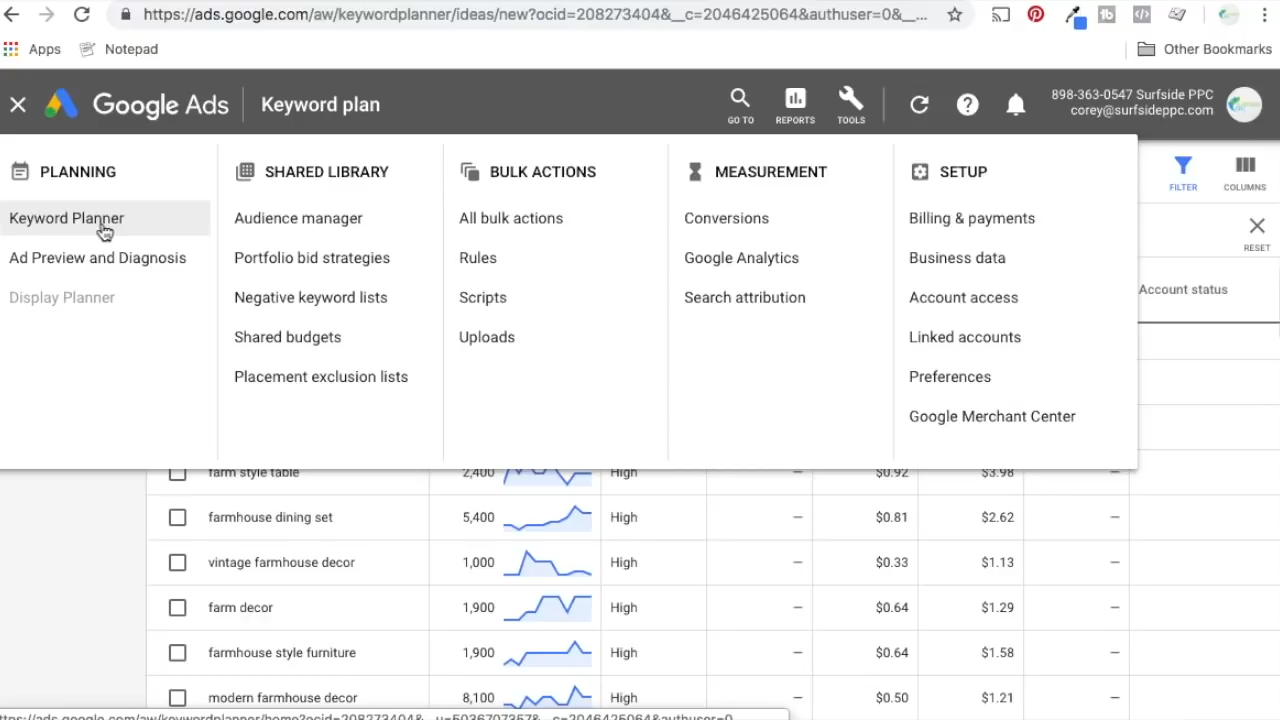 https://ads.google.com/aw/keywordplanner/ideas/new?ocid=208273404&__c=2046425064&authuser=0&__...
Apps Notepad Other Bookmarks
Google Ads Keyword plan
GO TO REPORTS TOOLS
898-363-0547 Surfside PPC
corey@surfsideppc.com
PLANNING
Keyword Planner
Ad Preview and Diagnosis
Display Planner
SHARED LIBRARY
Audience manager
Portfolio bid strategies
Negative keyword lists
Shared budgets
Placement exclusion lists
BULK ACTIONS
All bulk actions
Rules
Scripts
Uploads
MEASUREMENT
Conversions
Google Analytics
Search attribution
SETUP
Billing & payments
Business data
Account access
Linked accounts
Preferences
Google Merchant Center
FILTER COLUMNS
RESET
Account status
farm style table 2,400 High – $0.92 $3.98 –
farmhouse dining set 5,400 High – $0.81 $2.62 –
vintage farmhouse decor 1,000 High – $0.33 $1.13 –
farm decor 1,900 High – $0.64 $1.29 –
farmhouse style furniture 1,900 High – $0.64 $1.58 –
modern farmhouse decor 8,100 High – $0.50 $1.21 –